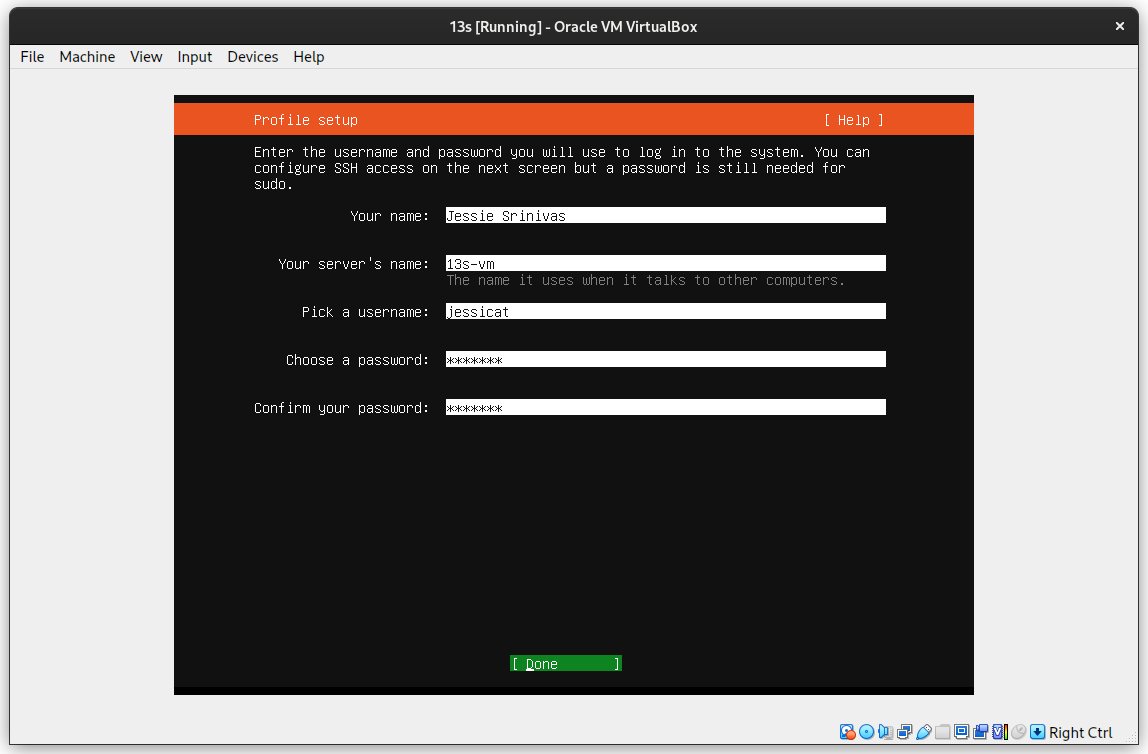 13s [Running] - Oracle VM VirtualBox ×
File Machine View Input Devices Help
Profile setup [ Help ]
Enter the username and password you will use to log in to the system. You can
configure SSH access on the next screen but a password is still needed for
sudo.
Your name: Jessie Srinivas
Your server's name: 13s-vm
The name it uses when it talks to other computers.
Pick a username: jessicat
Choose a password: *******
Confirm your password: *******
[ Done ]
Right Ctrl